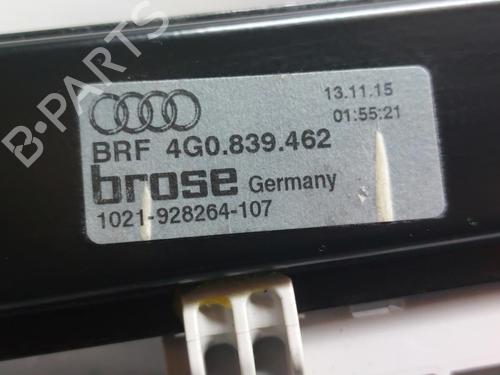 B-PARTS
13.11.15
01:55:21
BRF 4G0.839.462
brose Germany
1021-928264-107